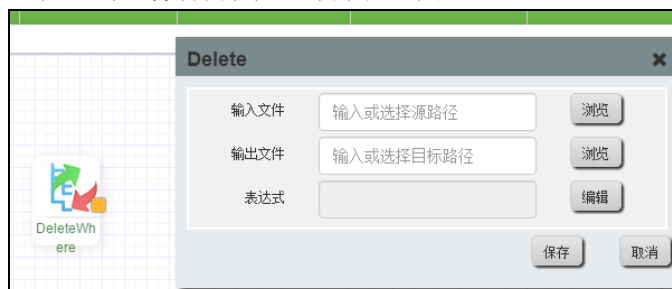 Delete
输入文件
输入或选择源路径
浏览
输出文件
输入或选择目标路径
浏览
表达式
编辑
DeleteWh
ere
保存
取消